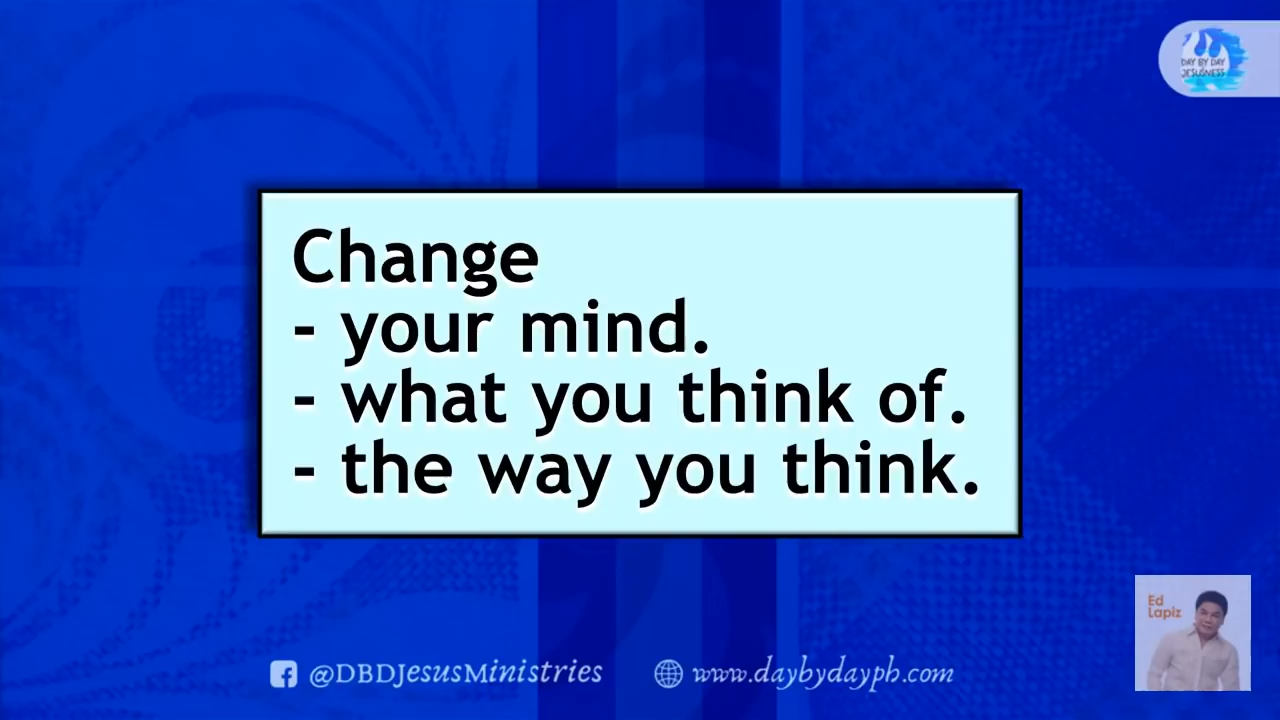 DAY BY DAY
JESUSNESS
Change
- your mind.
- what you think of.
- the way you think.
Ed
Lapiz
@DBDJesusMinistries
www.daybydayph.com